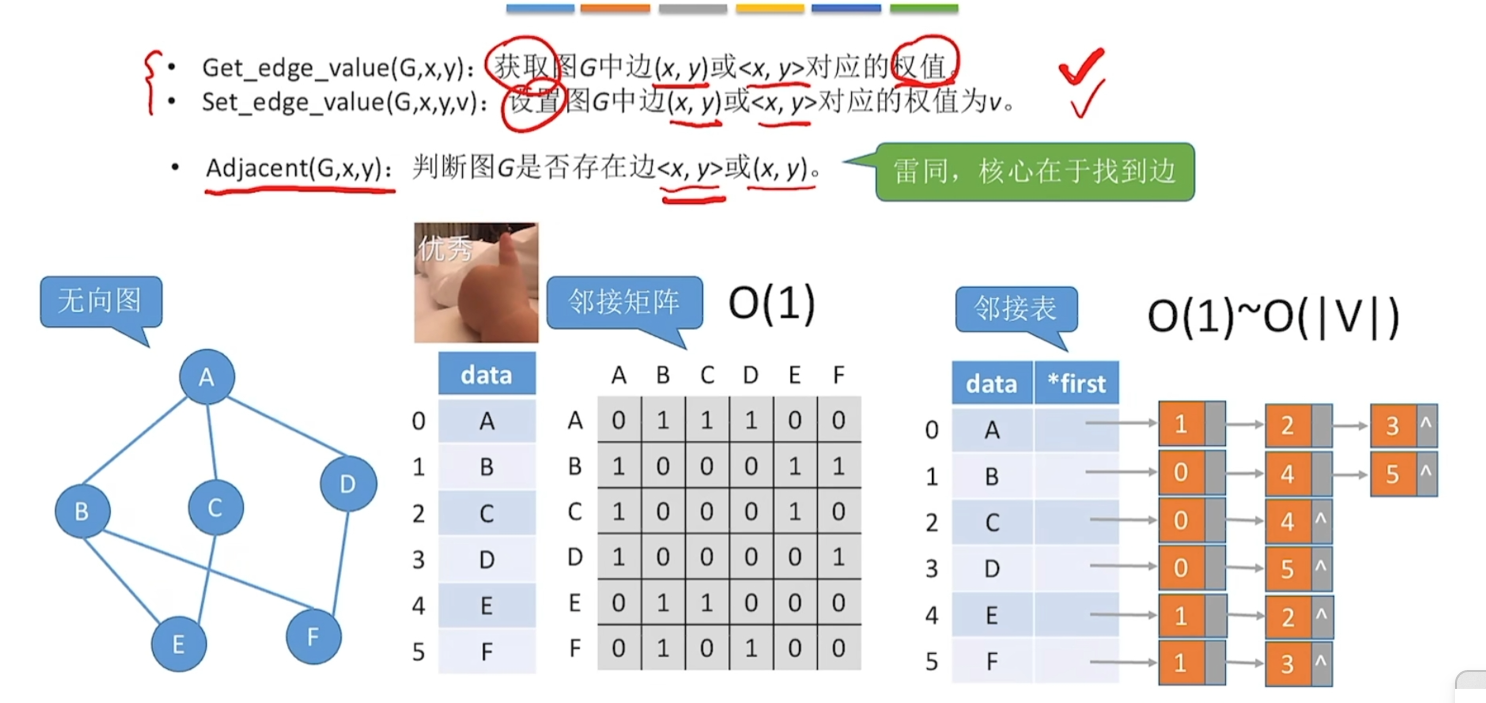 • Get_edge_value(G,x,y)：获取图G中边(x, y)或<x, y>对应的权值。
• Set_edge_value(G,x,y,v)：设置图G中边(x, y)或<x, y>对应的权值为v。
• Adjacent(G,x,y)：判断图G是否存在边<x, y>或(x, y)。
雷同，核心在于找到边
优秀
无向图
A
B
C
D
E
F
邻接矩阵
O(1)
data
0 A
1 B
2 C
3 D
4 E
5 F
A B C D E F
A 0 1 1 1 0 0
B 1 0 0 0 1 1
C 1 0 0 0 1 0
D 1 0 0 0 0 1
E 0 1 1 0 0 0
F 0 1 0 1 0 0
邻接表
O(1)~O(|V|)
data *first
0 A 1 2 3 ^
1 B 0 4 5 ^
2 C 0 4 ^
3 D 0 5 ^
4 E 1 2 ^
5 F 1 3 ^